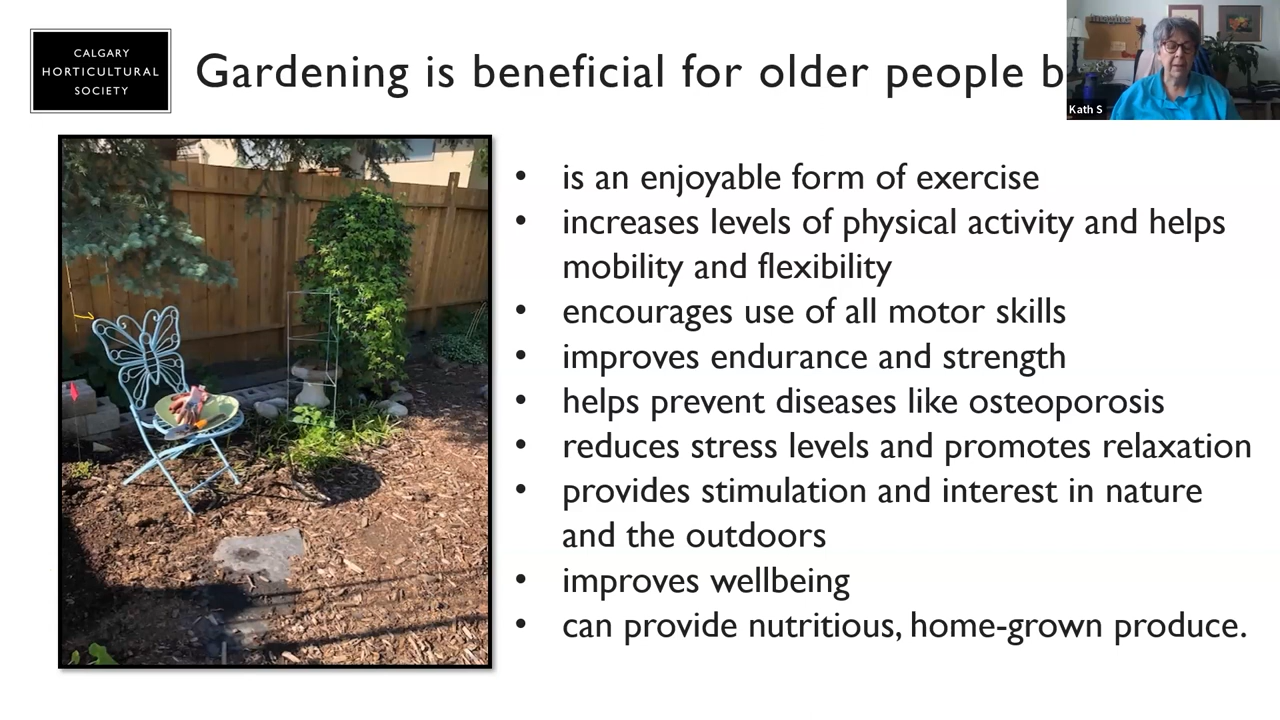 CALGARY
HORTICULTURAL
SOCIETY
Gardening is beneficial for older people
Kath S
• is an enjoyable form of exercise
• increases levels of physical activity and helps
mobility and flexibility
• encourages use of all motor skills
• improves endurance and strength
• helps prevent diseases like osteoporosis
• reduces stress levels and promotes relaxation
• provides stimulation and interest in nature
and the outdoors
• improves wellbeing
• can provide nutritious, home-grown produce.